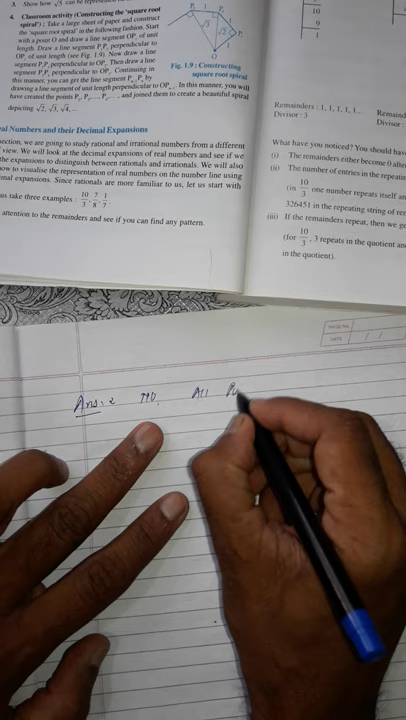 3. Show how √5 can be
4. Classroom activity (Constructing the 'square root
spiral') : Take a large sheet of paper and construct
the 'square root spiral' in the following fashion. Start
with a point O and draw a line segment OP₁ of unit
length. Draw a line segment P₁P₂ perpendicular to
OP₁ of unit length (see Fig. 1.9). Now draw a line
segment P₂P₃ perpendicular to OP₂. Then draw a line
segment P₃P₄ perpendicular to OP₃. Continuing in
this manner, you can get the line segment Pₙ₋₁Pₙ by
drawing a line segment of unit length perpendicular to OPₙ₋₁. In this manner, you will
have created the points P₂, P₃,...., Pₙ,... ., and joined them to create a beautiful spiral
depicting √2, √3, √4, ...
Fig. 1.9 : Constructing
square root spiral
eal Numbers and their Decimal Expansions
section, we are going to study rational and irrational numbers from a different
f view. We will look at the decimal expansions of real numbers and see if we
the expansions to distinguish between rationals and irrationals. We will also
how to visualise the representation of real numbers on the number line using
imal expansions. Since rationals are more familiar to us, let us start with
us take three examples : 10/3, 7/8, 1/7.
attention to the remainders and see if you can find any pattern.
10
9
1
Remainders : 1, 1, 1, 1, 1...
Divisor : 3
Remaind
Divisor :
What have you noticed? You should hav
(i) The remainders either become 0 after
(ii) The number of entries in the repeatin
(in 10/3 one number repeats itself an
326451 in the repeating string of rem
(iii) If the remainders repeat, then we ge
(for 10/3, 3 repeats in the quotient and
in the quotient).
PAGE No.
DATE / /
Ans: 2 no. All